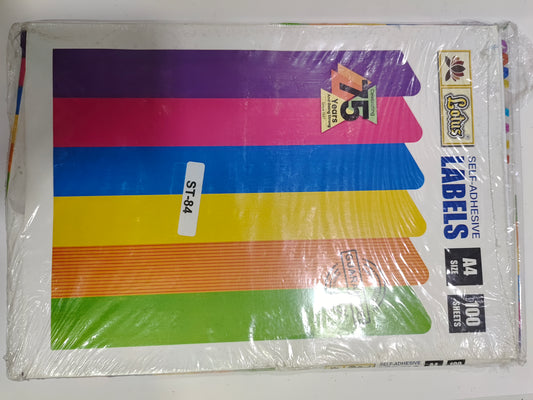 Lotus
SELF-ADHESIVE
LABELS
A4
SIZE
100
SHEETS
75
Years
ST-84
SELF-ADHESIVE